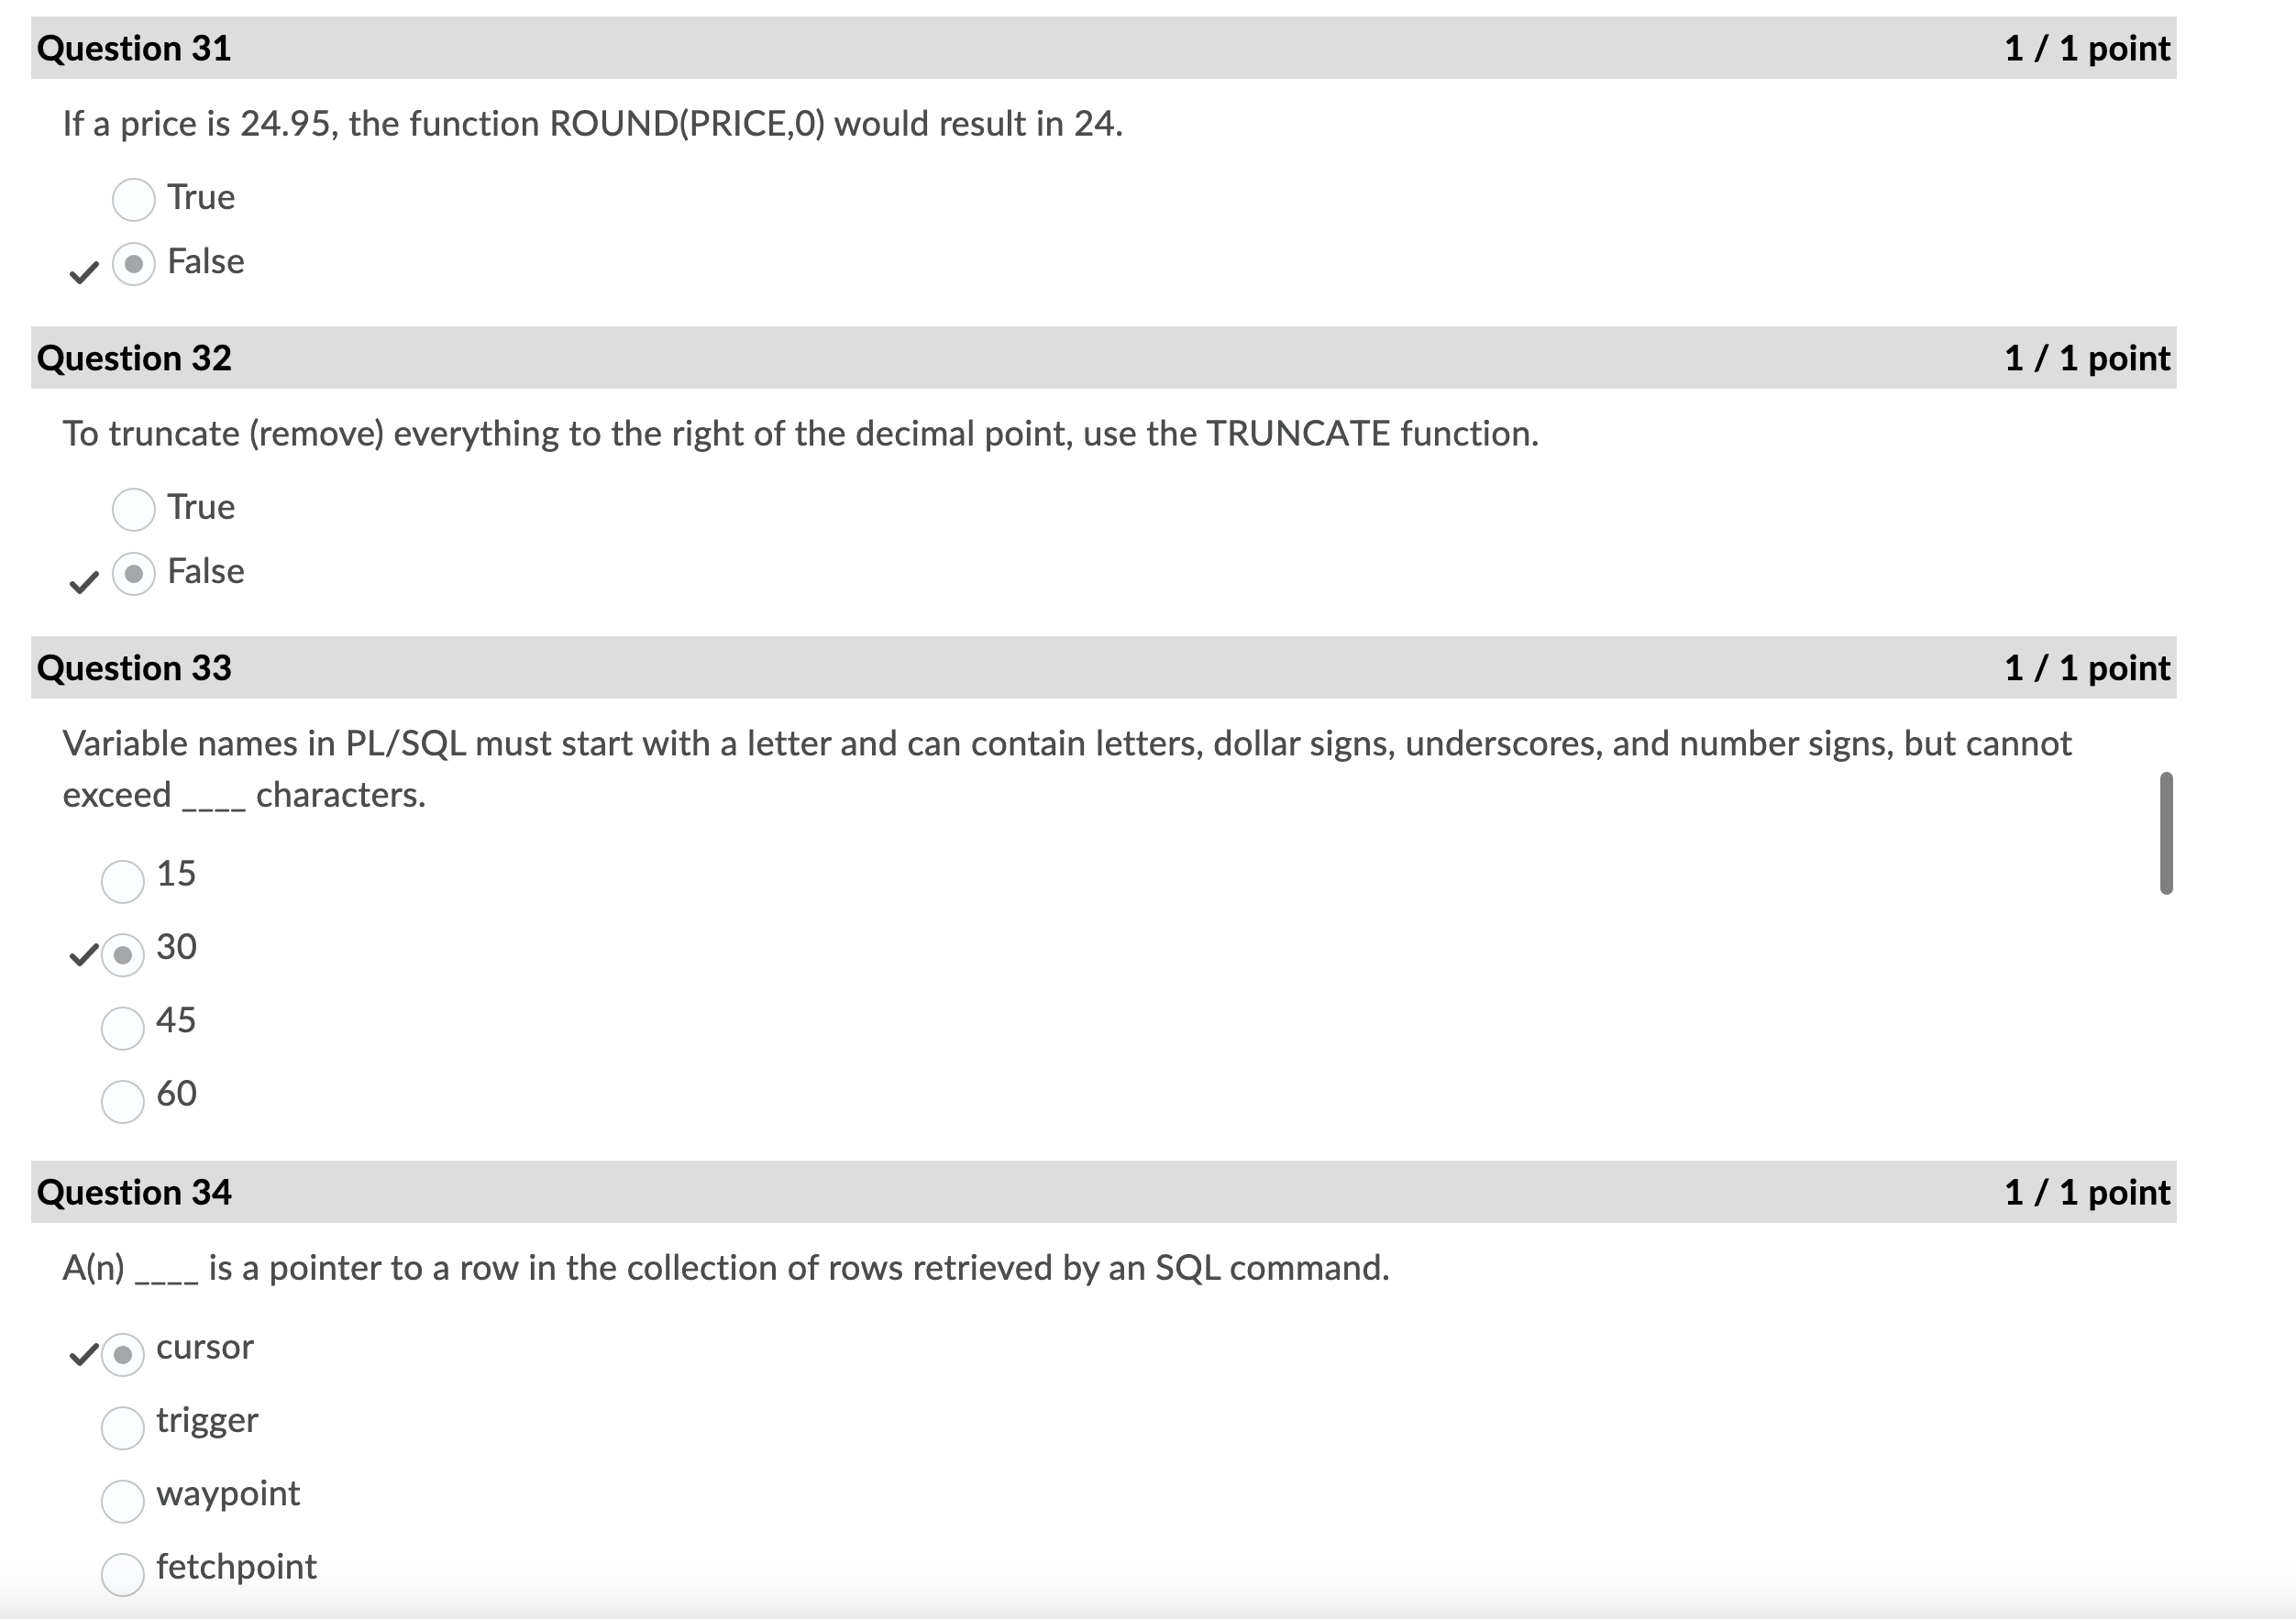 Question 31 1 / 1 point
If a price is 24.95, the function ROUND(PRICE,0) would result in 24.
True
False
Question 32 1 / 1 point
To truncate (remove) everything to the right of the decimal point, use the TRUNCATE function.
True
False
Question 33 1 / 1 point
Variable names in PL/SQL must start with a letter and can contain letters, dollar signs, underscores, and number signs, but cannot
exceed ____ characters.
15
30
45
60
Question 34 1 / 1 point
A(n) ____ is a pointer to a row in the collection of rows retrieved by an SQL command.
cursor
trigger
waypoint
fetchpoint